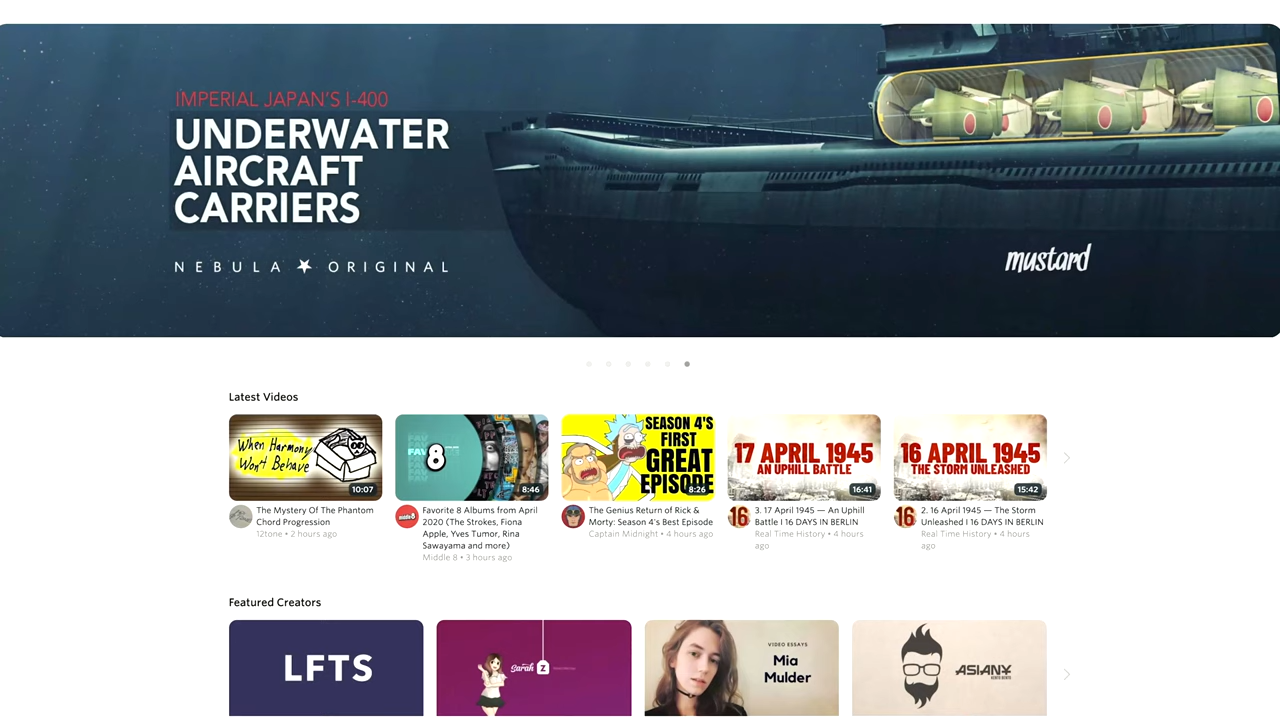 IMPERIAL JAPAN'S I-400
UNDERWATER
AIRCRAFT
CARRIERS
NEBULA ORIGINAL
mustard
Latest Videos
When Harmony
Won't Behave
10:07
The Mystery Of The Phantom
Chord Progression
12tone • 2 hours ago
FAV
8
8:46
middle 8
Favorite 8 Albums from April
2020 (The Strokes, Fiona
Apple, Yves Tumor, Rina
Sawayama and more)
Middle 8 • 3 hours ago
SEASON 4'S
FIRST
GREAT
EPISODE
8:26
The Genius Return of Rick &
Morty: Season 4's Best Episode
Captain Midnight • 4 hours ago
17 APRIL 1945
AN UPHILL BATTLE
16:41
16
3. 17 April 1945 — An Uphill
Battle I 16 DAYS IN BERLIN
Real Time History • 4 hours
ago
16 APRIL 1945
THE STORM UNLEASHED
15:42
16
2. 16 April 1945 — The Storm
Unleashed I 16 DAYS IN BERLIN
Real Time History • 4 hours
ago
Featured Creators
LFTS
Sarah Z
VIDEO ESSAYS
Mia
Mulder
ASIANY